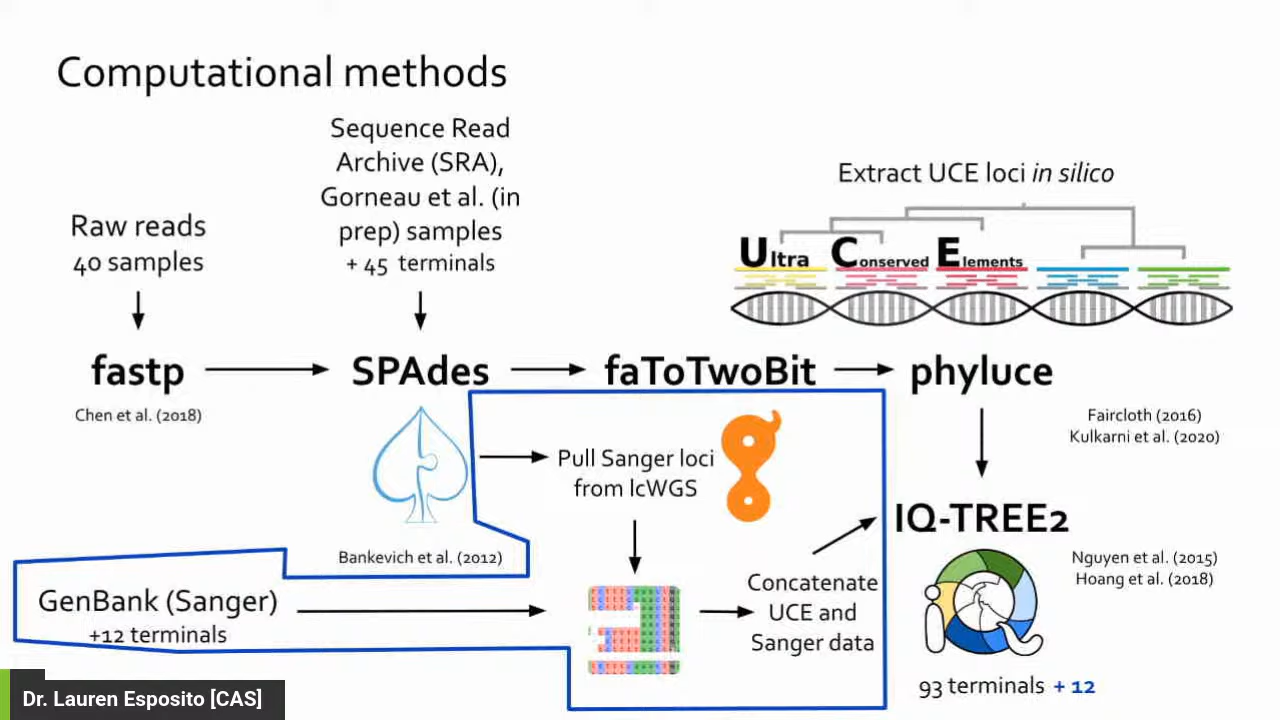 Computational methods
Sequence Read
Archive (SRA),
Gorneau et al. (in
prep) samples
+ 45 terminals
Raw reads
40 samples
Extract UCE loci in silico
Ultra Conserved Elements
fastp
SPAdes
faToTwoBit
phyluce
Chen et al. (2018)
Faircloth (2016)
Kulkarni et al. (2020)
Pull Sanger loci
from lcWGS
IQ-TREE2
Bankevich et al. (2012)
Nguyen et al. (2015)
Hoang et al. (2018)
GenBank (Sanger)
+12 terminals
Concatenate
UCE and
Sanger data
93 terminals + 12
Dr. Lauren Esposito [CAS]